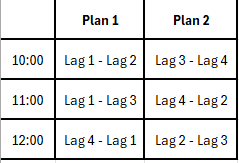 Plan 1 Plan 2
10:00 Lag 1 - Lag 2 Lag 3 - Lag 4
11:00 Lag 1 - Lag 3 Lag 4 - Lag 2
12:00 Lag 4 - Lag 1 Lag 2 - Lag 3